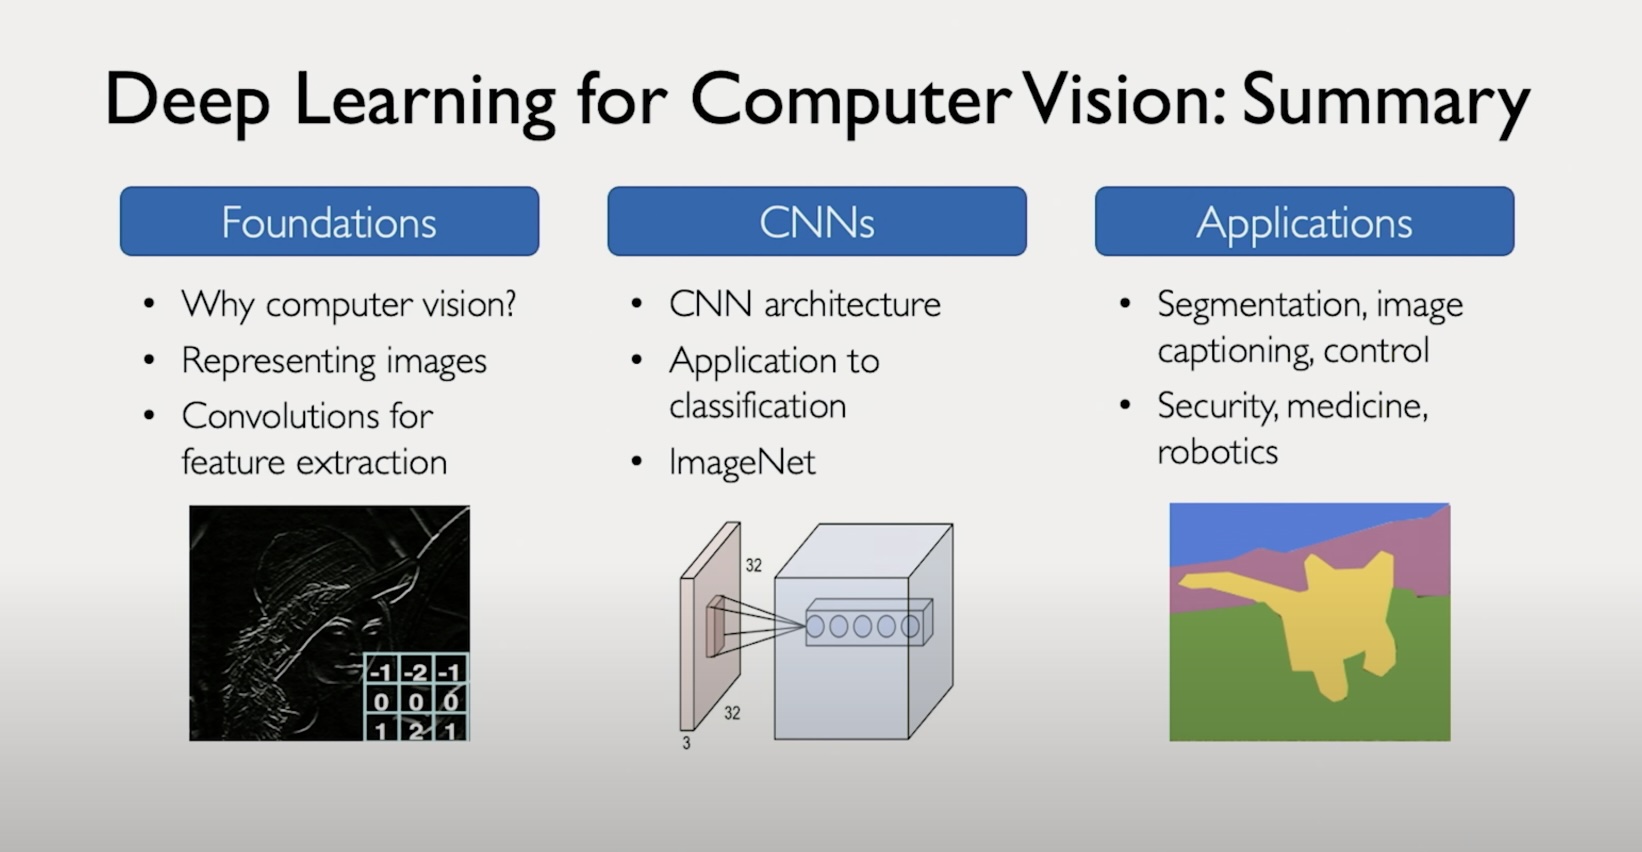 Deep Learning for Computer Vision: Summary
Foundations
• Why computer vision?
• Representing images
• Convolutions for
feature extraction
-1 -2 -1
0 0 0
1 2 1
CNNs
• CNN architecture
• Application to
classification
• ImageNet
32
32
3
Applications
• Segmentation, image
captioning, control
• Security, medicine,
robotics